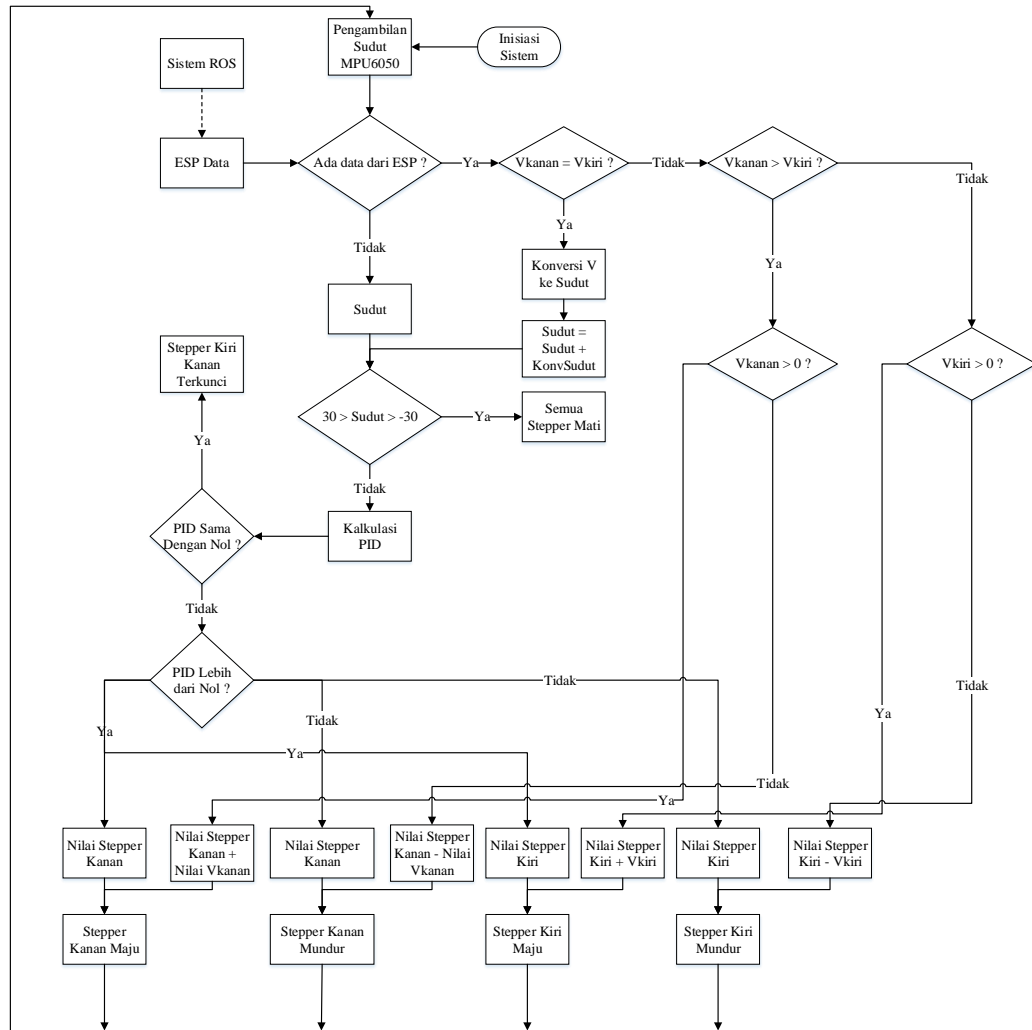 Pengambilan
Sudut
MPU6050
Inisiasi
Sistem
Sistem ROS
ESP Data
Ada data dari ESP ?
Ya
Vkanan = Vkiri ?
Tidak
Vkanan > Vkiri ?
Tidak
Tidak
Ya
Ya
Konversi V
ke Sudut
Sudut
Sudut =
Sudut +
KonvSudut
Stepper Kiri
Kanan
Terkunci
Vkanan > 0 ?
Vkiri > 0 ?
30 > Sudut > -30
Ya
Semua
Stepper Mati
Ya
Tidak
PID Sama
Dengan Nol ?
Kalkulasi
PID
Tidak
PID Lebih
dari Nol ?
Tidak
Tidak
Ya
Tidak
Ya
Ya
Tidak
Ya
Nilai Stepper
Kanan
Nilai Stepper
Kanan +
Nilai Vkanan
Nilai Stepper
Kanan
Nilai Stepper
Kanan - Nilai
Vkanan
Nilai Stepper
Kiri
Nilai Stepper
Kiri + Vkiri
Nilai Stepper
Kiri
Nilai Stepper
Kiri - Vkiri
Stepper
Kanan Maju
Stepper Kanan
Mundur
Stepper Kiri
Maju
Stepper Kiri
Mundur